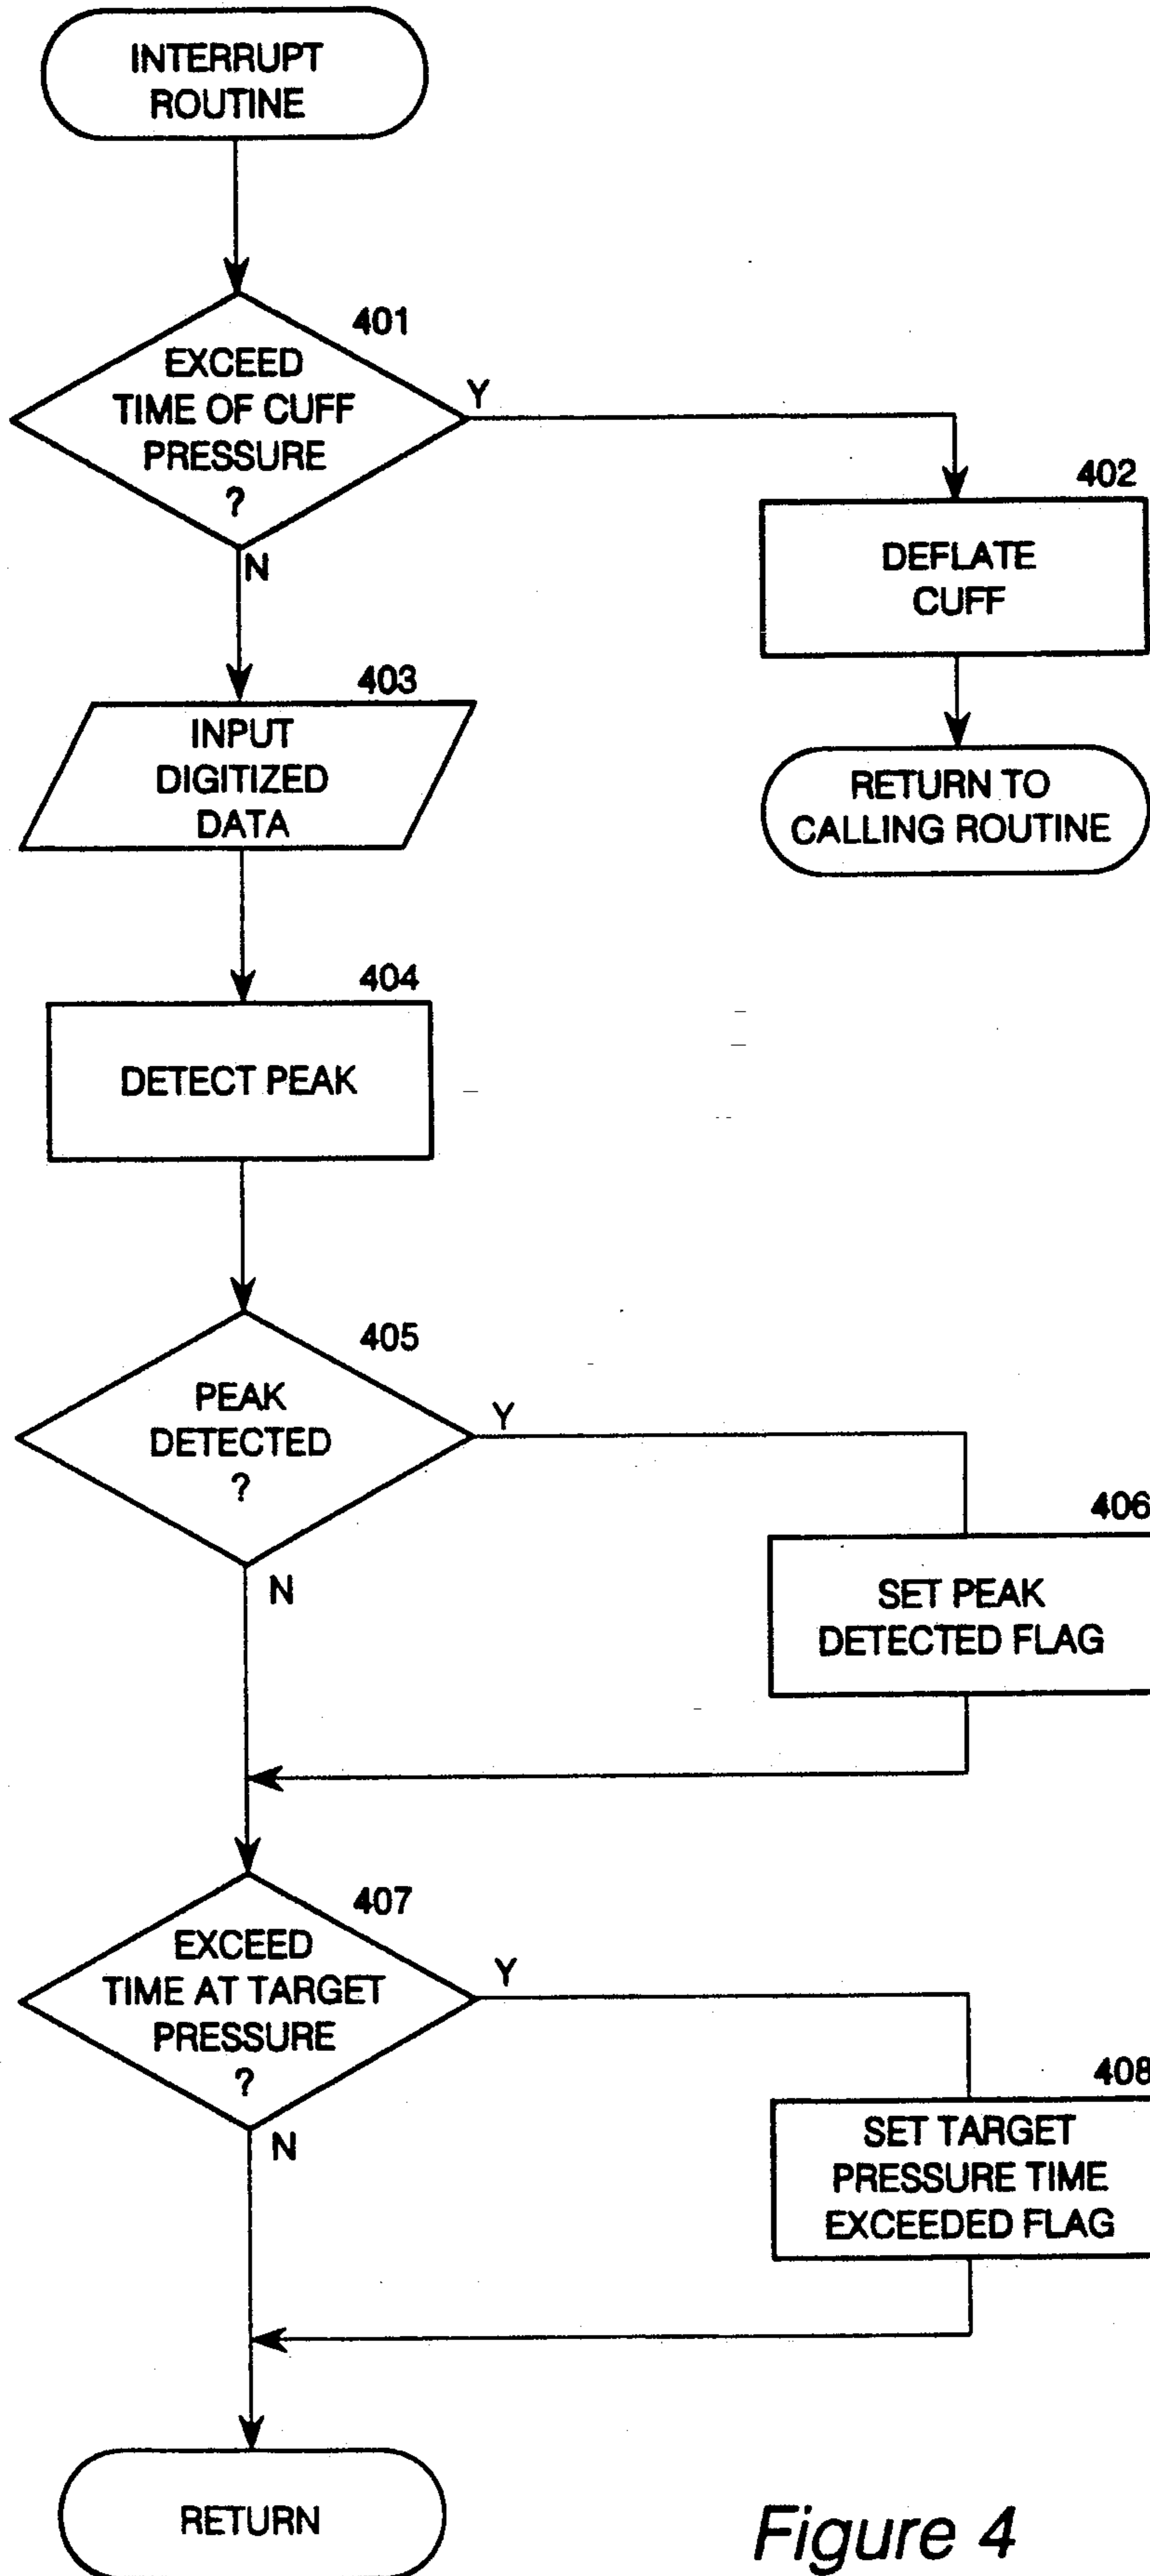 INTERRUPT
ROUTINE
401
EXCEED
TIME OF CUFF
PRESSURE
?
Y
N
402
DEFLATE
CUFF
RETURN TO
CALLING ROUTINE
403
INPUT
DIGITIZED
DATA
404
DETECT PEAK
405
PEAK
DETECTED
?
Y
N
406
SET PEAK
DETECTED FLAG
407
EXCEED
TIME AT TARGET
PRESSURE
?
Y
N
408
SET TARGET
PRESSURE TIME
EXCEEDED FLAG
RETURN
Figure 4